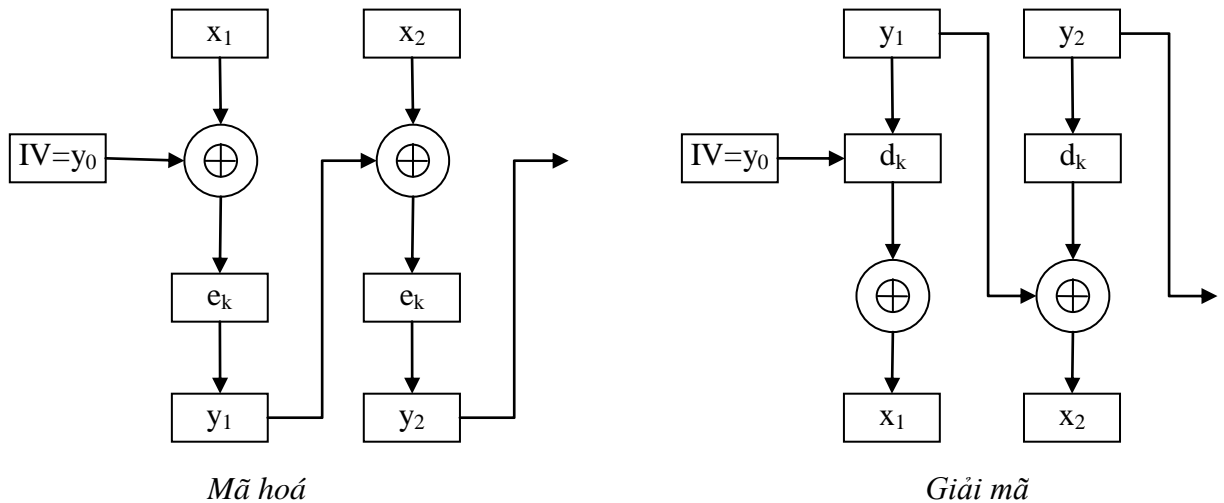 x₁ x₂
IV=y₀ ⊕ ⊕
eₖ eₖ
y₁ y₂
Mã hoá
y₁ y₂
IV=y₀ dₖ dₖ
⊕ ⊕
x₁ x₂
Giải mã